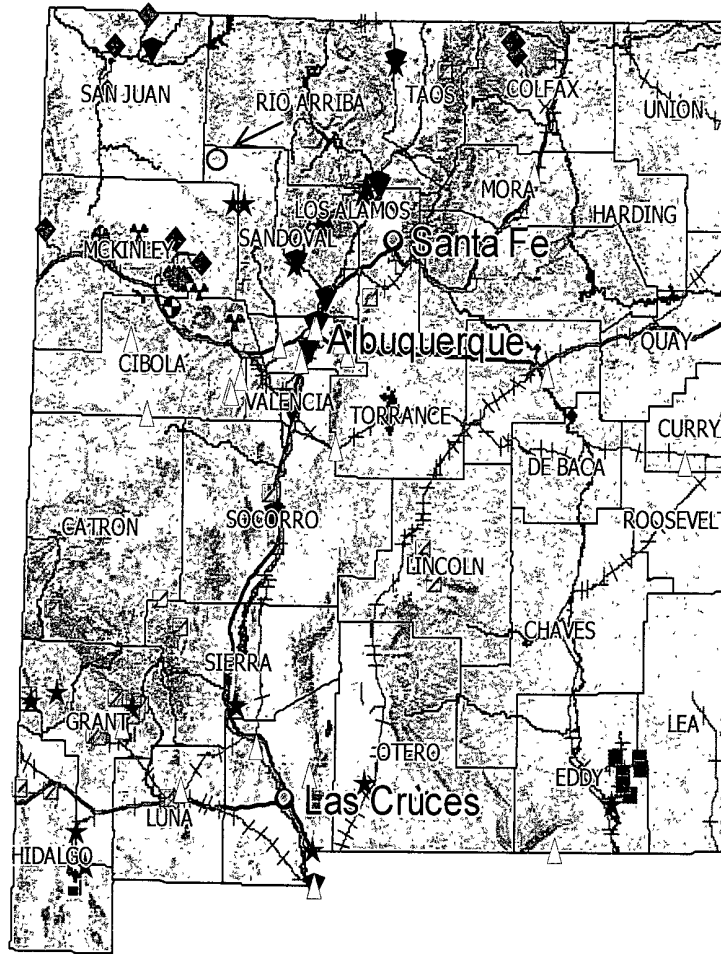 SAN JUAN
RIO ARRIBA
TAOS
COLFAX
UNION
MORA
HARDING
LOS ALAMOS
MCKINLEY
SANDOVAL
Santa Fe
Albuquerque
QUAY
CIBOLA
VALENCIA
TORRANCE
CURRY
DE BACA
CATRON
SOCORRO
ROOSEVELT
LINCOLN
CHAVES
SIERRA
GRANT
OTERO
LEA
EDDY
Las Cruces
LUNA
HIDALGO